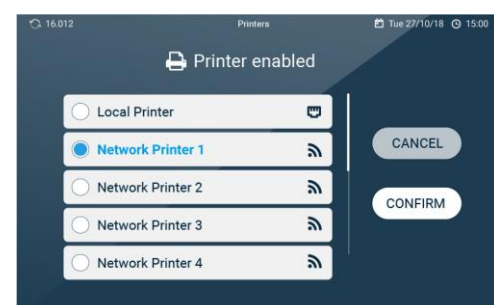 16.012 Printers Tue 27/10/18 15:00
Printer enabled
Local Printer
Network Printer 1
Network Printer 2
Network Printer 3
Network Printer 4
CANCEL
CONFIRM